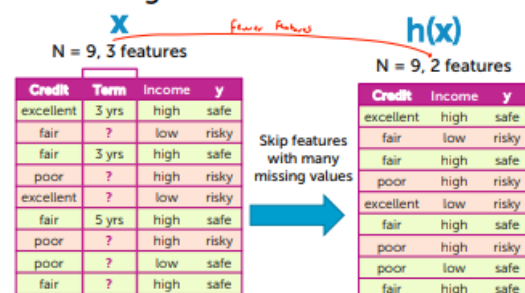 x
fewer features
h(x)
N = 9, 3 features
N = 9, 2 features
Credit Term Income y
excellent 3 yrs high safe
fair ? low risky
fair 3 yrs high safe
poor ? high risky
excellent ? low risky
fair 5 yrs high safe
poor ? high risky
poor ? low safe
fair ? high safe
Skip features
with many
missing values
Credit Income y
excellent high safe
fair low risky
fair high safe
poor high risky
excellent low risky
fair high safe
poor high risky
poor low safe
fair high safe